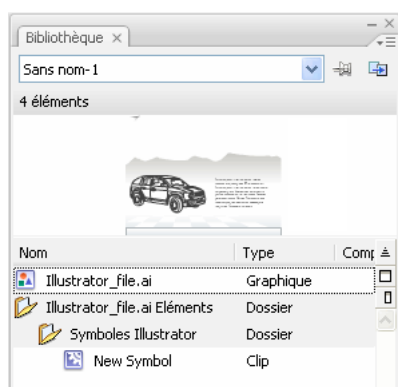 Bibliothèque
Sans nom-1
4 éléments
Nom Type Comp
Illustrator_file.ai Graphique
Illustrator_file.ai Eléments Dossier
Symboles Illustrator Dossier
New Symbol Clip